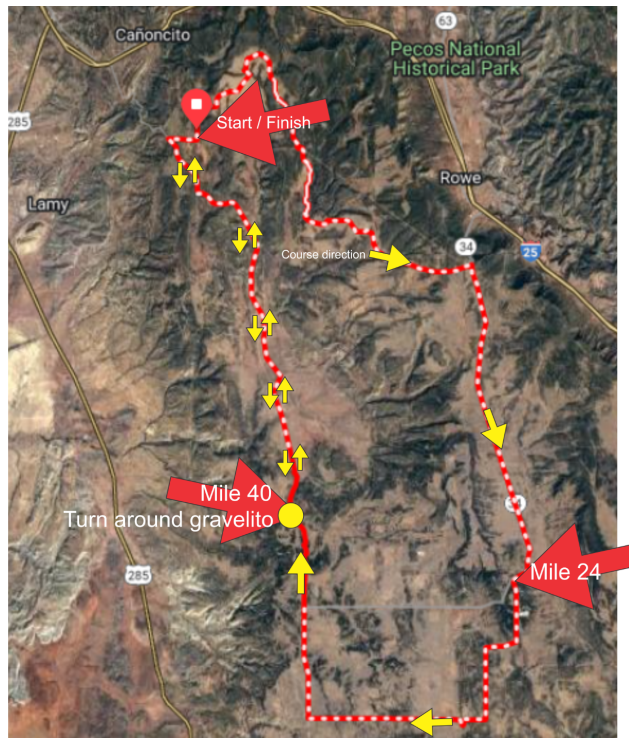 63
Cañoncito
Pecos National
Historical Park
285
Start / Finish
Rowe
Lamy
34
25
Course direction
Mile 40
Turn around gravelito
285
Mile 24